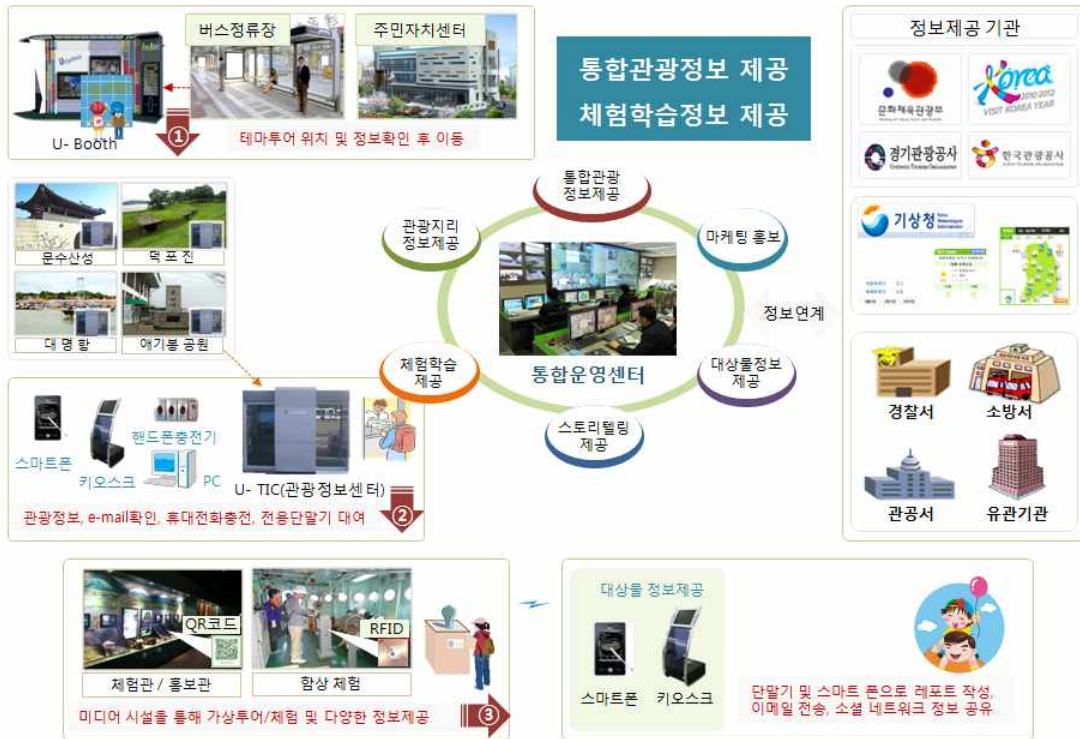 버스정류장
주민자치센터
U- Booth
①
테마투어 위치 및 정보확인 후 이동
통합관광정보 제공
체험학습정보 제공
정보제공 기관
문화체육관광부
Korea
2010-2012
VISIT KOREA YEAR
경기관광공사
한국관광공사
기상청
문수산성
덕 포 진
대 명 항
애기봉 공원
통합관광
정보제공
관광지리
정보제공
마케팅 홍보
체험학습
제공
통합운영센터
대상물정보
제공
스토리텔링
제공
정보연계
경찰서
소방서
관공서
유관기관
스마트폰
키오스크
핸드폰충전기
PC
U- TIC(관광정보센터)
관광정보, e-mail확인, 휴대전화충전, 전용단말기 대여
②
QR코드
RFID
체험관 / 홍보관
함상 체험
미디어 시설을 통해 가상투어/체험 및 다양한 정보제공
③
대상물 정보제공
스마트폰
키오스크
단말기 및 스마트 폰으로 레포트 작성,
이메일 전송, 소셜 네트워크 정보 공유